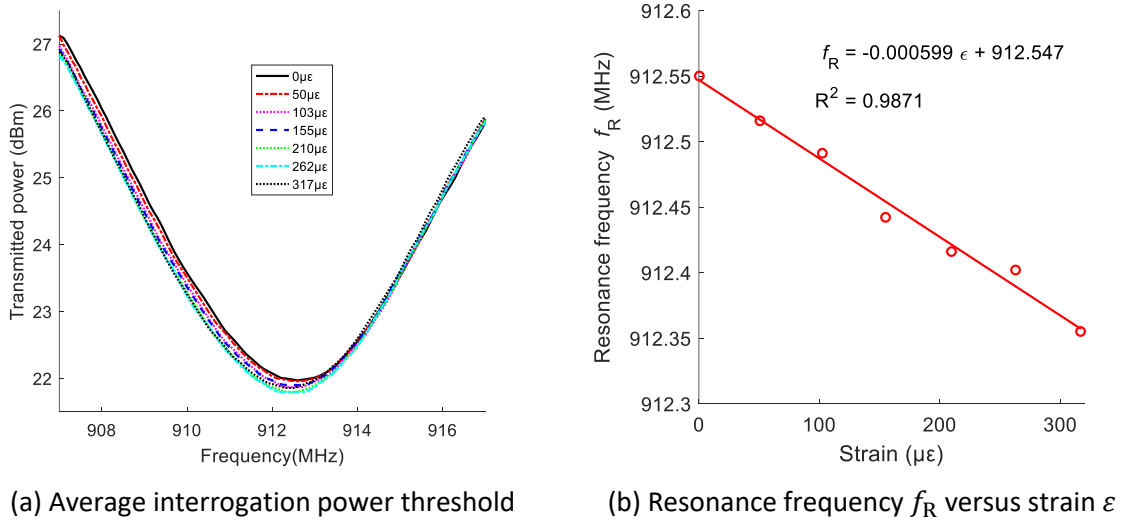 27
26
25
24
23
22
Transmitted power (dBm)
0με
50με
103με
155με
210με
262με
317με
908
910
912
914
916
Frequency(MHz)
(a) Average interrogation power threshold
912.6
912.55
912.5
912.45
912.4
912.35
912.3
Resonance frequency f_R (MHz)
f_R = -0.000599 ϵ + 912.547
R² = 0.9871
0
100
200
300
Strain (με)
(b) Resonance frequency f_R versus strain ε